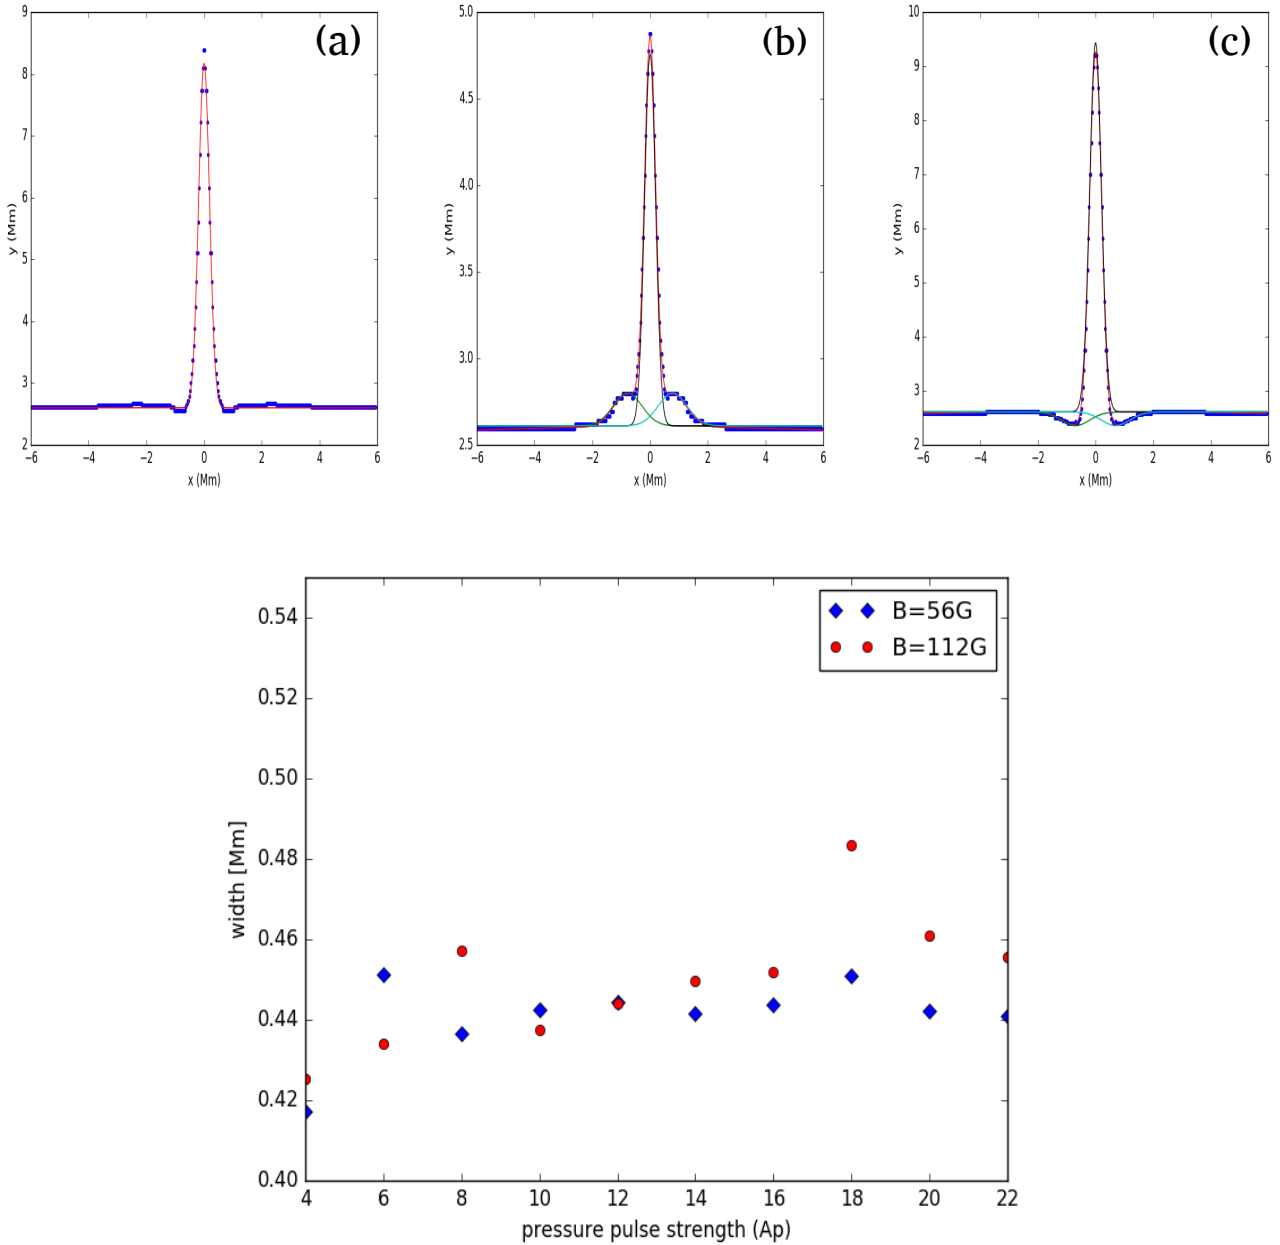 (a)
9
8
7
6
5
4
3
2
y (Mm)
−6 −4 −2 0 2 4 6
x (Mm)
(b)
5.0
4.5
4.0
3.5
3.0
2.5
y (Mm)
−6 −4 −2 0 2 4 6
x (Mm)
(c)
10
9
8
7
6
5
4
3
2
y (Mm)
−6 −4 −2 0 2 4 6
x (Mm)
B=56G
B=112G
0.54
0.52
0.50
0.48
0.46
0.44
0.42
0.40
width [Mm]
4 6 8 10 12 14 16 18 20 22
pressure pulse strength (Ap)